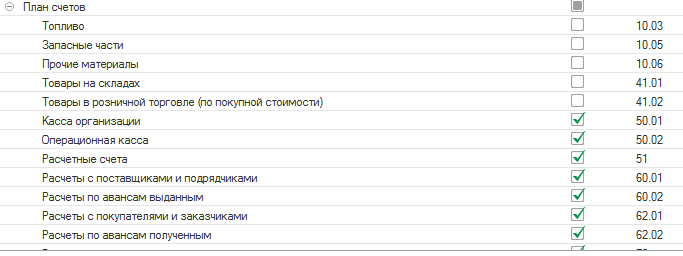 План счетов
Топливо 10.03
Запасные части 10.05
Прочие материалы 10.06
Товары на складах 41.01
Товары в розничной торговле (по покупной стоимости) 41.02
Касса организации 50.01
Операционная касса 50.02
Расчетные счета 51
Расчеты с поставщиками и подрядчиками 60.01
Расчеты по авансам выданным 60.02
Расчеты с покупателями и заказчиками 62.01
Расчеты по авансам полученным 62.02